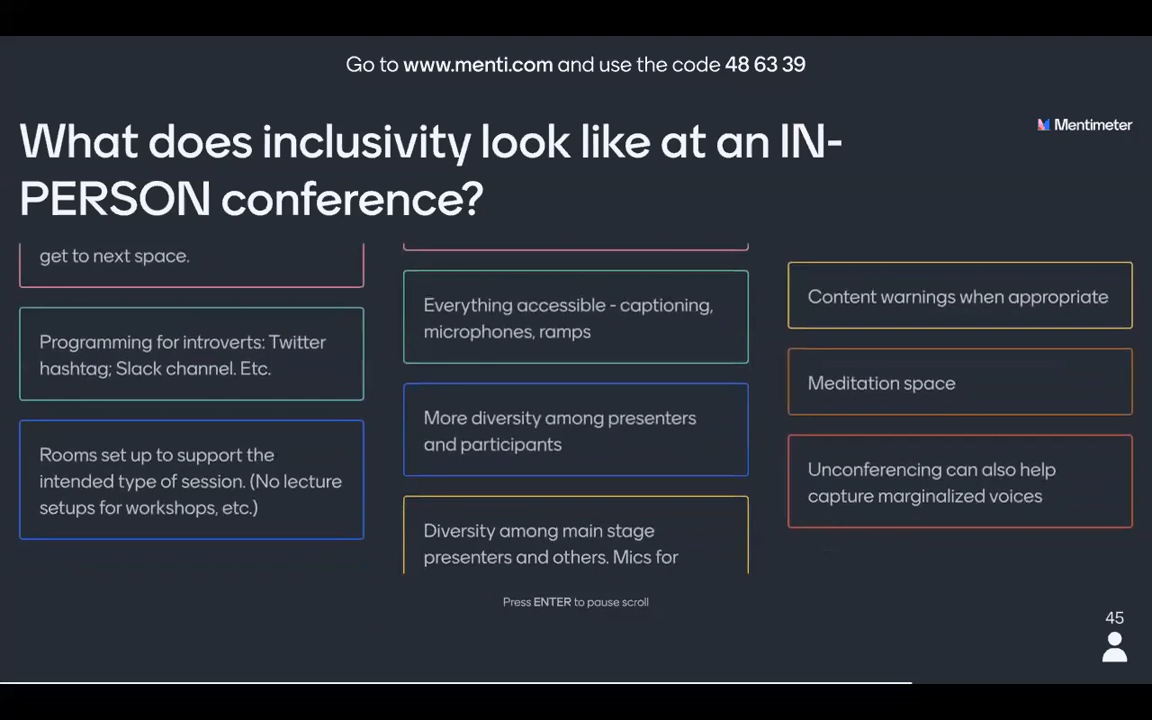 Go to www.menti.com and use the code 48 63 39
What does inclusivity look like at an IN-
PERSON conference?
Mentimeter
get to next space.
Programming for introverts: Twitter
hashtag; Slack channel. Etc.
Rooms set up to support the
intended type of session. (No lecture
setups for workshops, etc.)
Everything accessible - captioning,
microphones, ramps
More diversity among presenters
and participants
Diversity among main stage
presenters and others. Mics for
Content warnings when appropriate
Meditation space
Unconferencing can also help
capture marginalized voices
Press ENTER to pause scroll
45